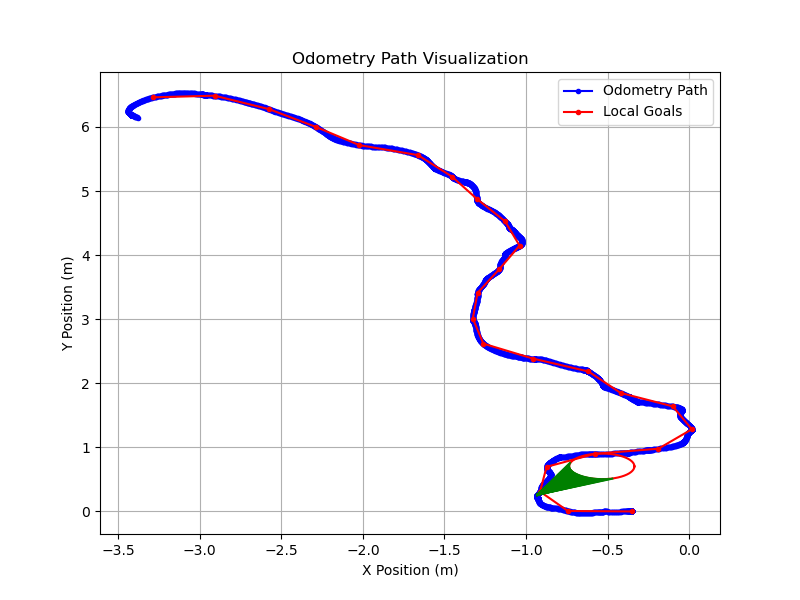 Odometry Path Visualization
Odometry Path
Local Goals
Y Position (m)
6
5
4
3
2
1
0
−3.5 −3.0 −2.5 −2.0 −1.5 −1.0 −0.5 0.0
X Position (m)